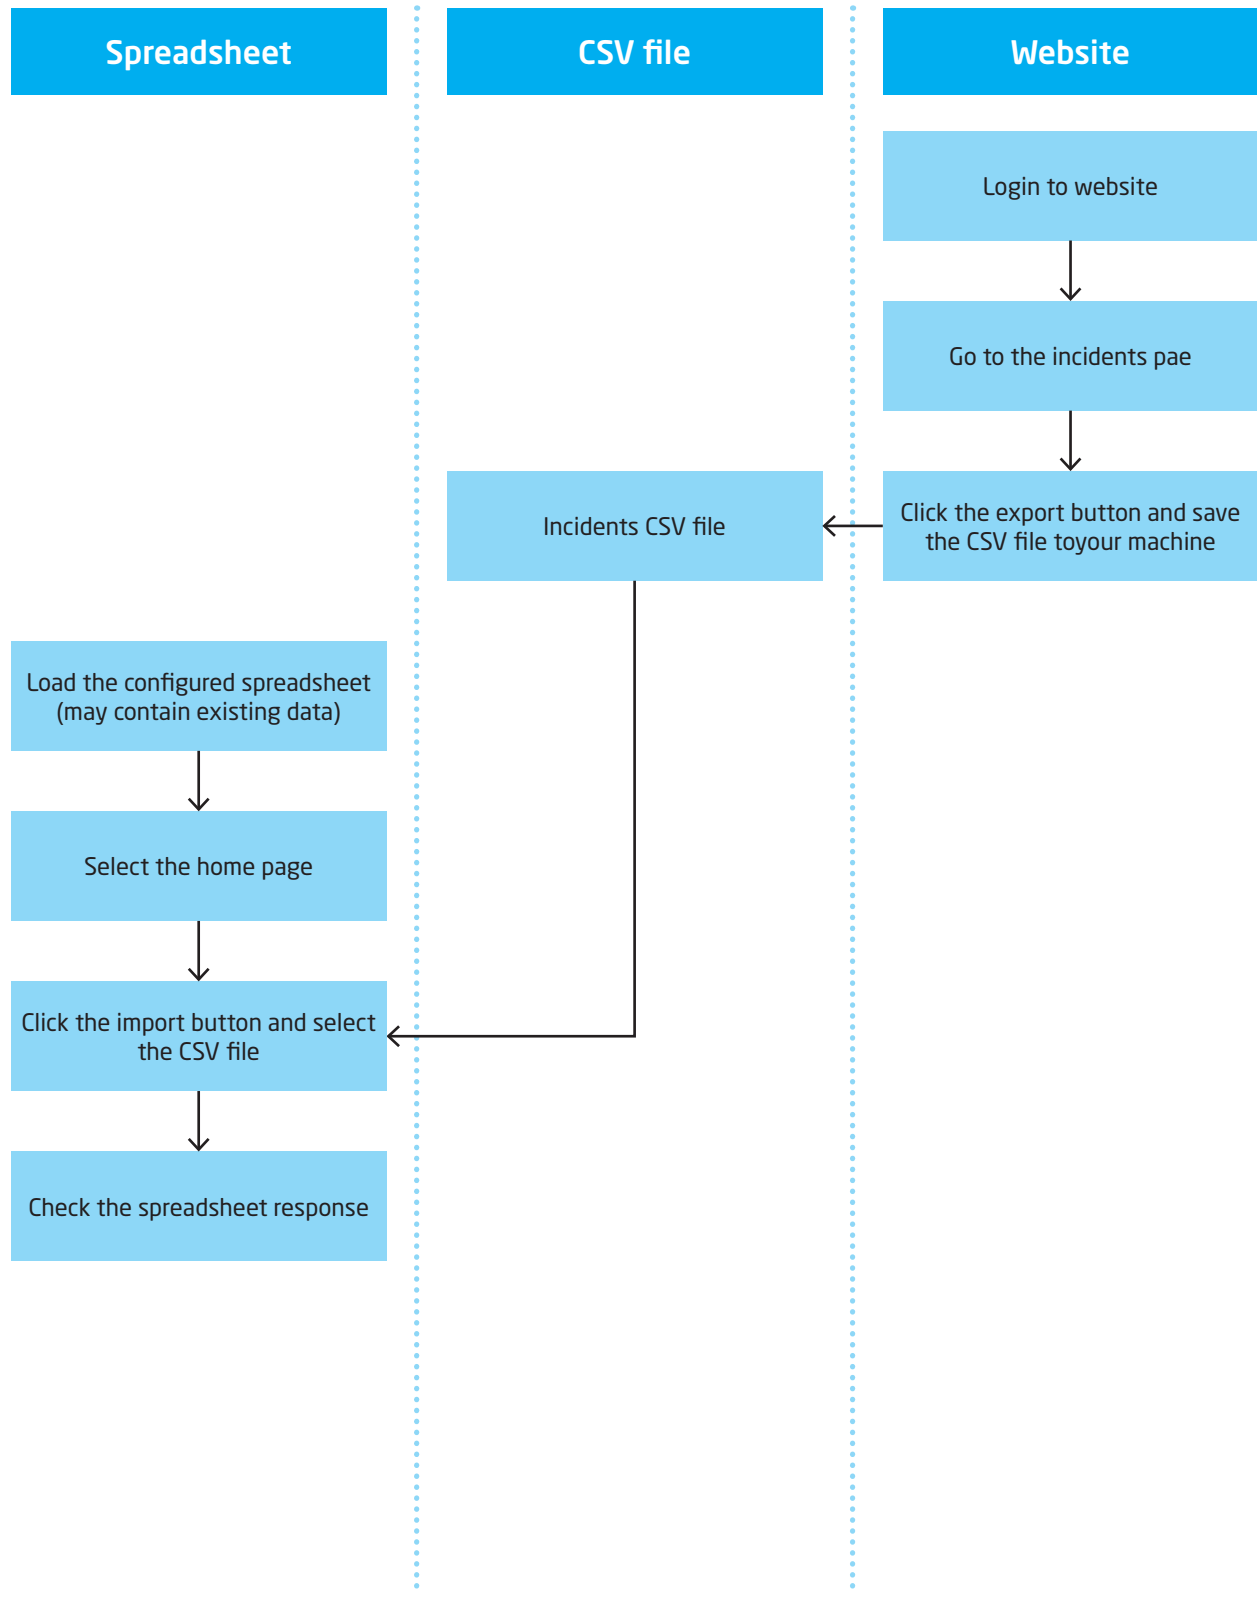 Spreadsheet
CSV file
Website
Login to website
Go to the incidents pae
Incidents CSV file
Click the export button and save
the CSV file toyour machine
Load the configured spreadsheet
(may contain existing data)
Select the home page
Click the import button and select
the CSV file
Check the spreadsheet response